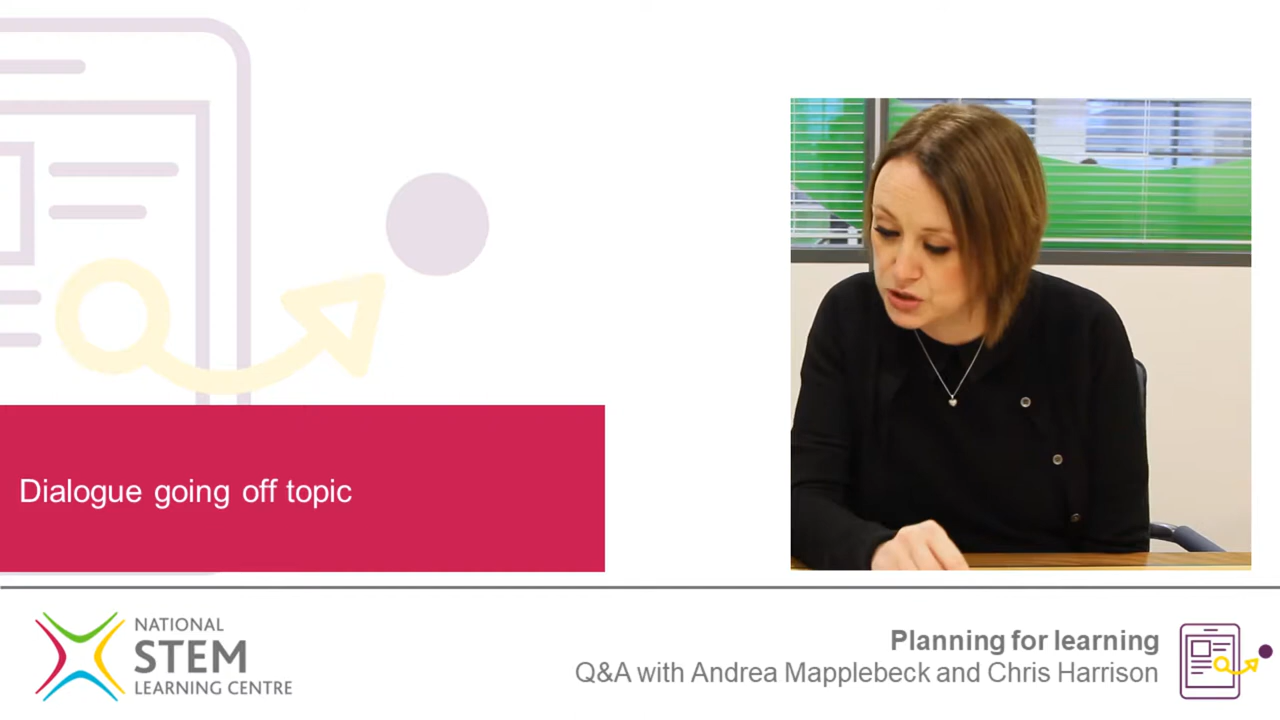 Dialogue going off topic
NATIONAL
STEM
LEARNING CENTRE
Planning for learning
Q&A with Andrea Mapplebeck and Chris Harrison